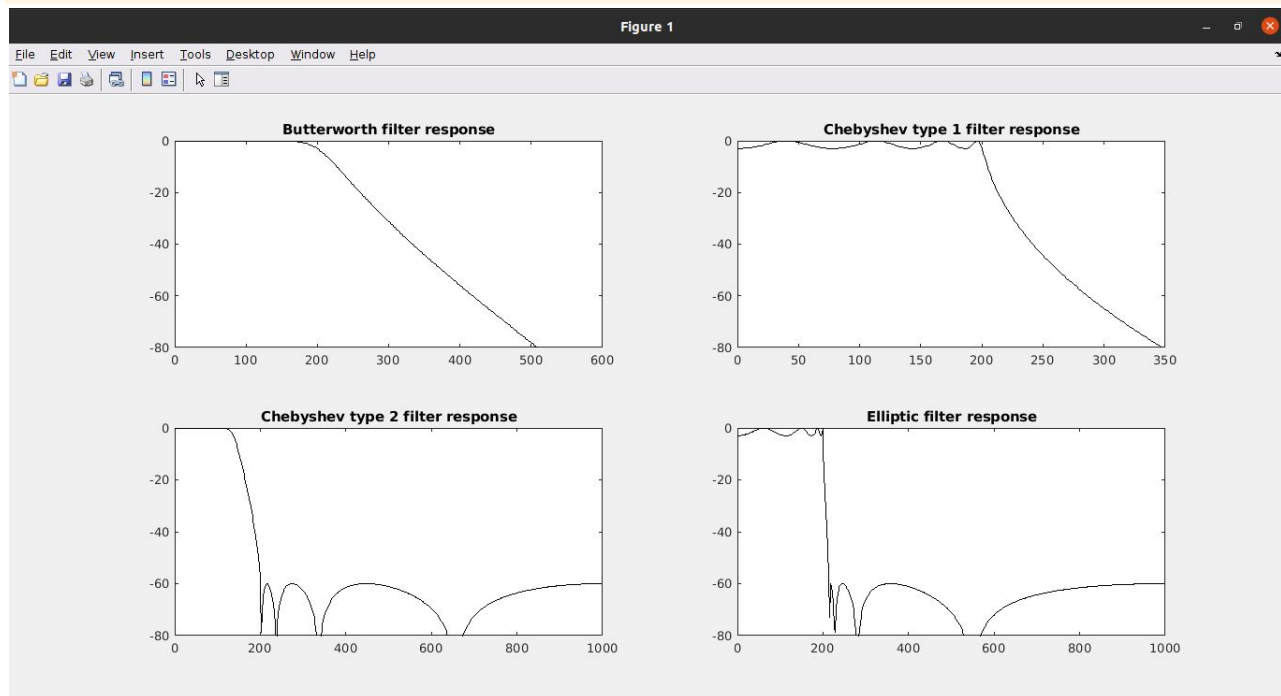 Figure 1
File Edit View Insert Tools Desktop Window Help
Butterworth filter response
0
-20
-40
-60
-80
0 100 200 300 400 500 600
Chebyshev type 1 filter response
0
-20
-40
-60
-80
0 50 100 150 200 250 300 350
Chebyshev type 2 filter response
0
-20
-40
-60
-80
0 200 400 600 800 1000
Elliptic filter response
0
-20
-40
-60
-80
0 200 400 600 800 1000